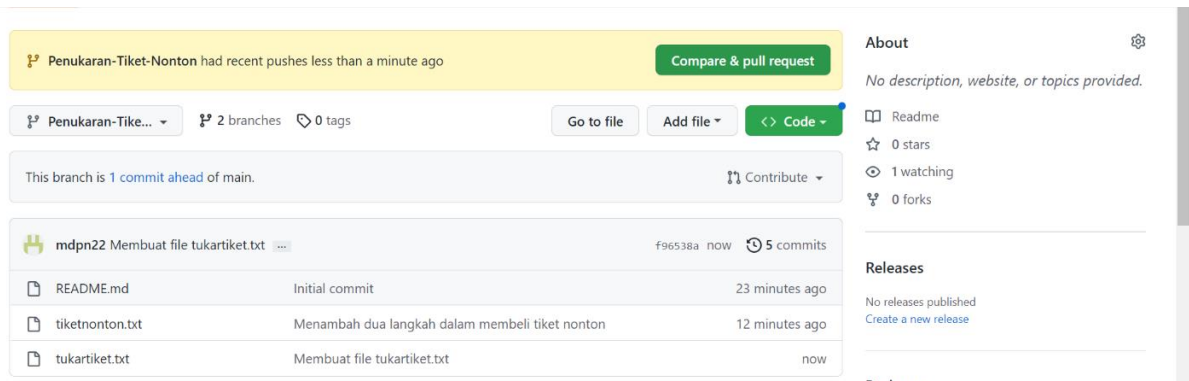 Penukaran-Tiket-Nonton had recent pushes less than a minute ago
Compare & pull request
Penukaran-Tike...
2 branches
0 tags
Go to file
Add file
<> Code
This branch is 1 commit ahead of main.
Contribute
mdpn22 Membuat file tukartiket.txt ...
f96538a now
5 commits
README.md Initial commit 23 minutes ago
tiketnonton.txt Menambah dua langkah dalam membeli tiket nonton 12 minutes ago
tukartiket.txt Membuat file tukartiket.txt now
About
No description, website, or topics provided.
Readme
0 stars
1 watching
0 forks
Releases
No releases published
Create a new release